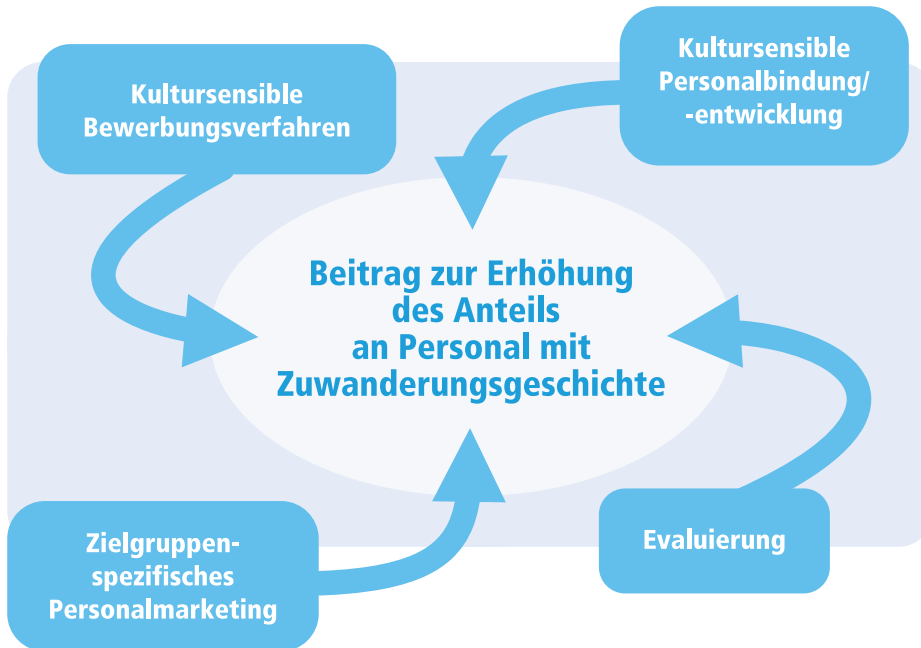 Kultursensible
Bewerbungsverfahren
Kultursensible
Personalbindung/
-entwicklung
Beitrag zur Erhöhung
des Anteils
an Personal mit
Zuwanderungsgeschichte
Zielgruppen-
spezifisches
Personalmarketing
Evaluierung